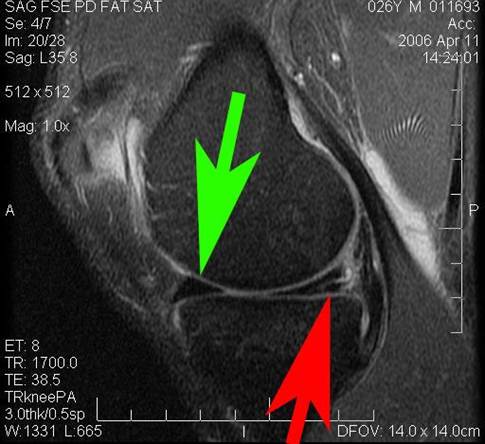 SAG FSE PD FAT SAT
Se: 4/7
Im: 20/28
Sag: L35.8
512 x 512
Mag: 1.0x
026Y M 011693
Acc:
2006 Apr 11
14:24:01
A
P
ET: 8
TR: 1700.0
TE: 38.5
TRkneePA
3.0thk/0.5sp
W:1331 L:665
I
DFOV: 14.0 x 14.0cm